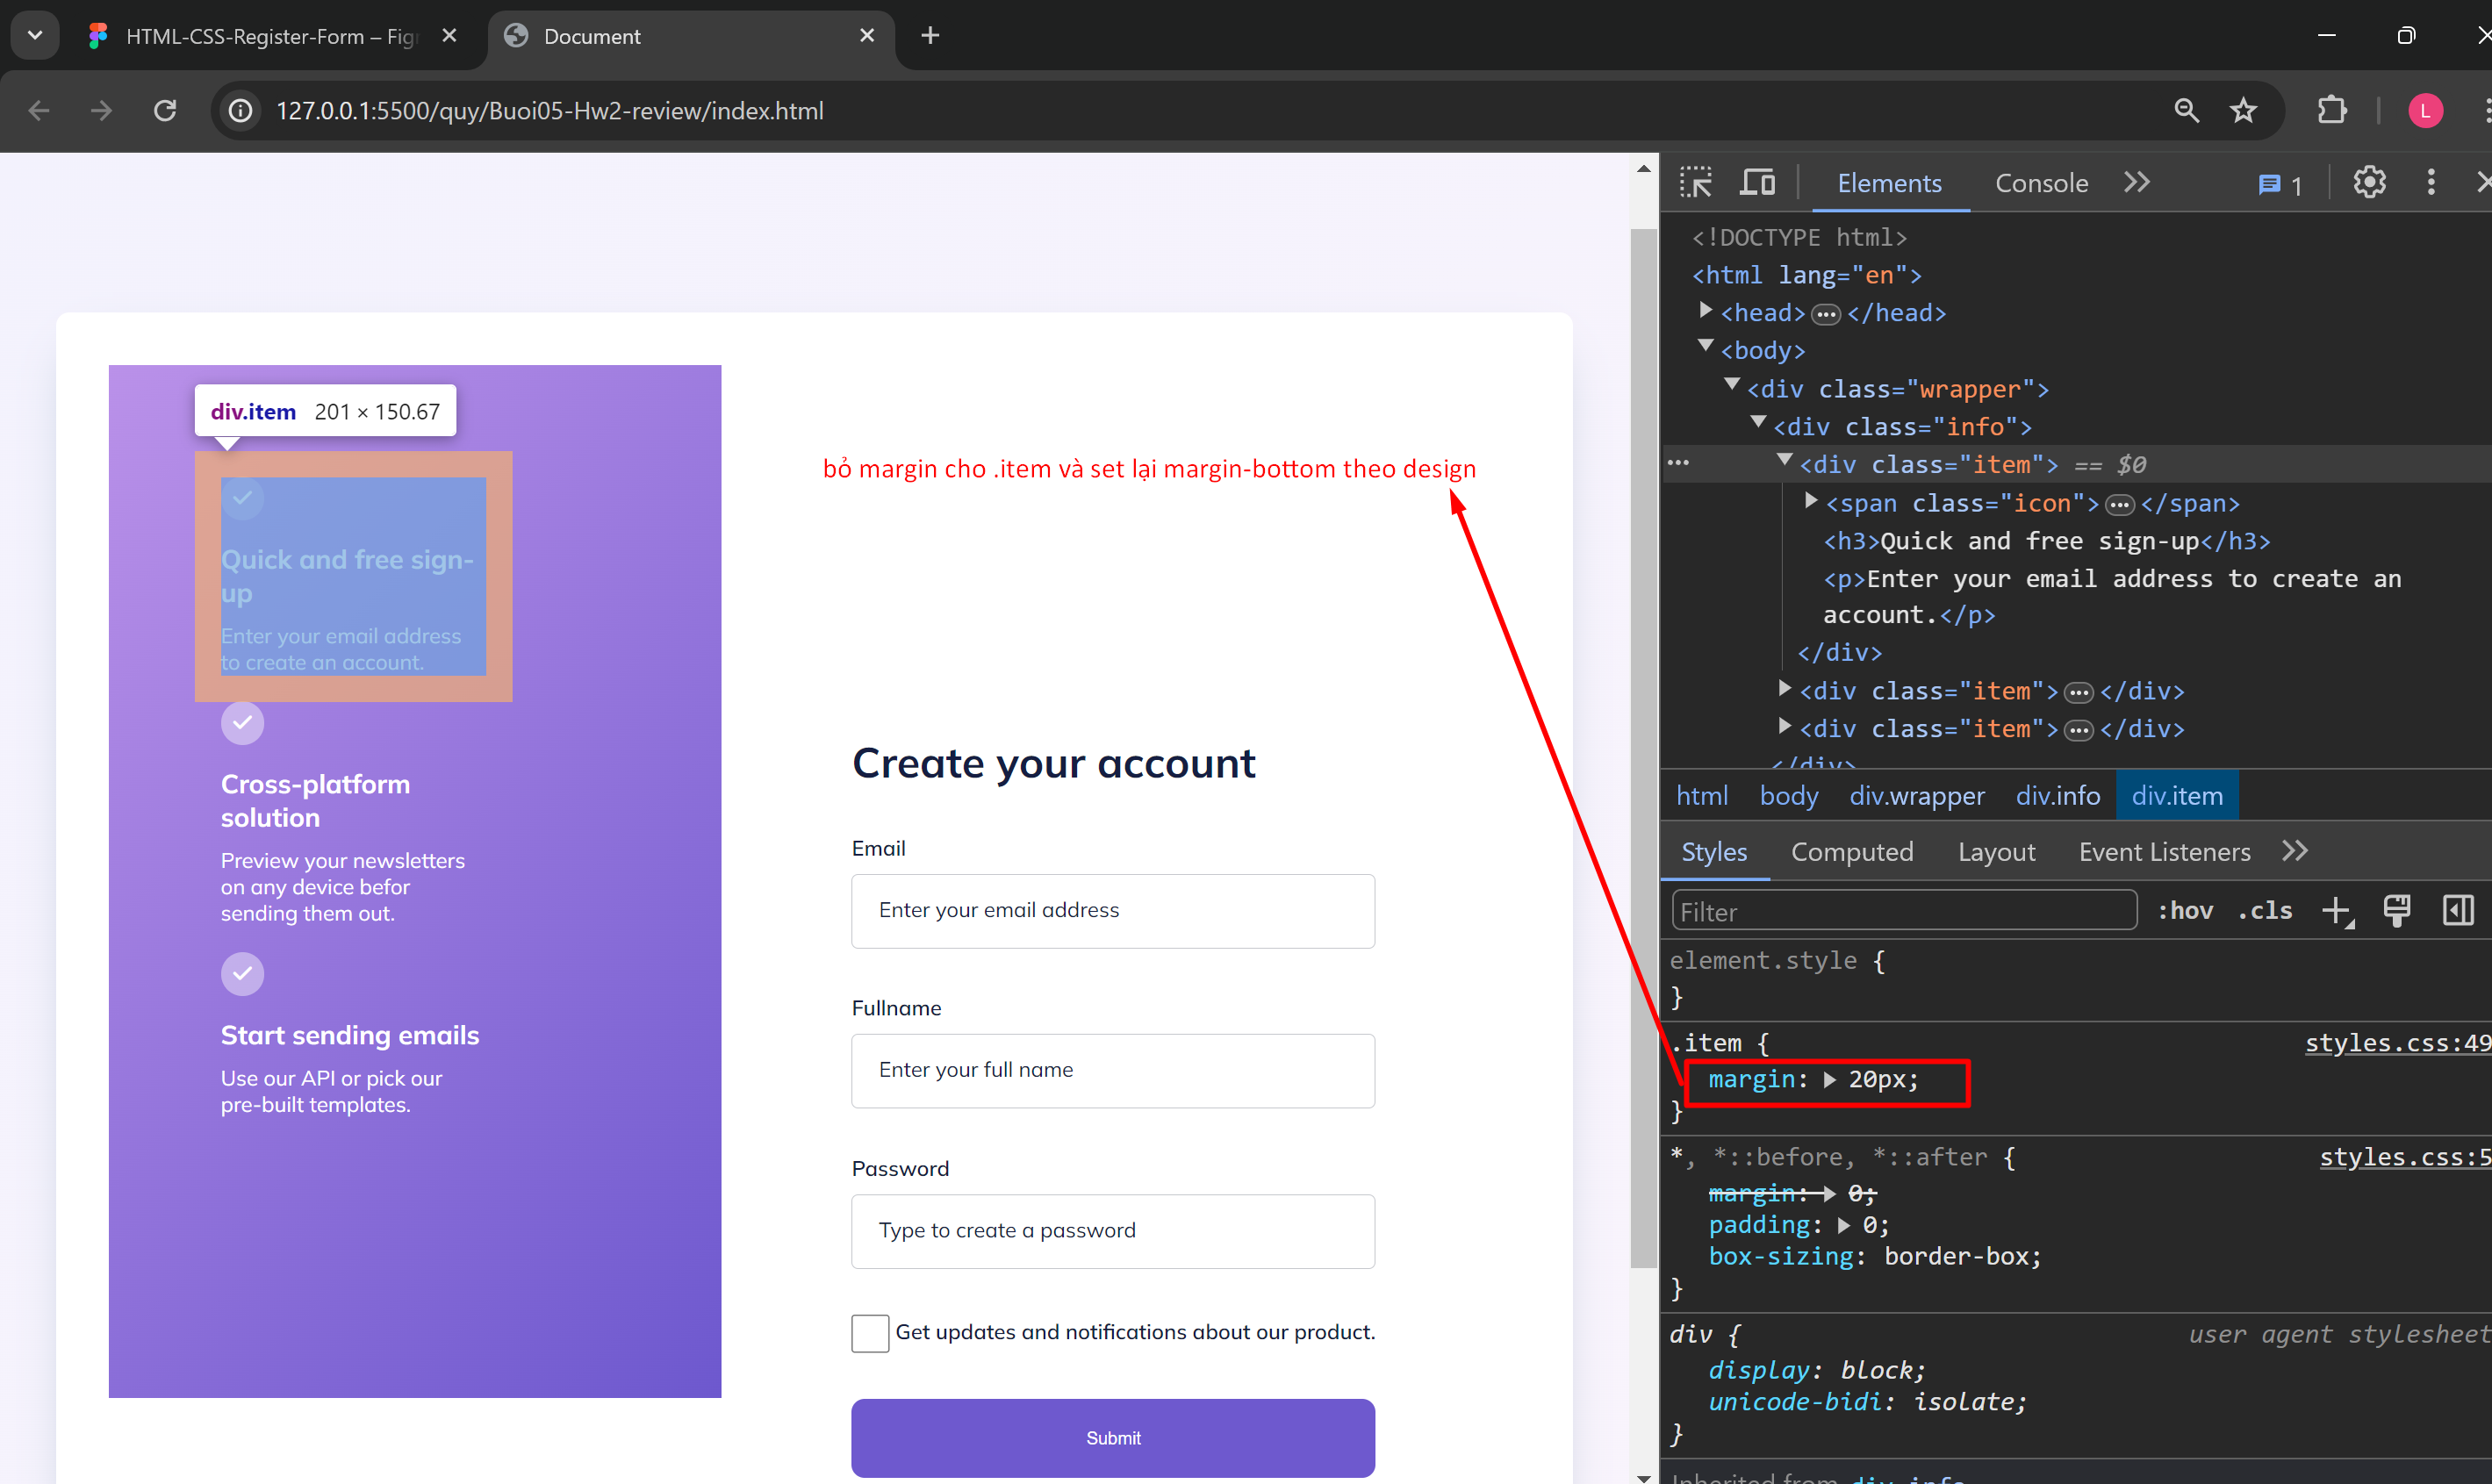 HTML-CSS-Register-Form – Fig
Document
127.0.0.1:5500/quy/Buoi05-Hw2-review/index.html
L
div.item 201 × 150.67
Quick and free sign-
up
Enter your email address
to create an account.
Cross-platform
solution
Preview your newsletters
on any device befor
sending them out.
Start sending emails
Use our API or pick our
pre-built templates.
bỏ margin cho .item và set lại margin-bottom theo design
Create your account
Email
Enter your email address
Fullname
Enter your full name
Password
Type to create a password
Get updates and notifications about our product.
Submit
Elements
Console
1
<!DOCTYPE html>
<html lang="en">
<head> ••• </head>
<body>
<div class="wrapper">
<div class="info">
••• <div class="item"> == $0
<span class="icon"> ••• </span>
<h3>Quick and free sign-up</h3>
<p>Enter your email address to create an
account.</p>
</div>
<div class="item"> ••• </div>
<div class="item"> ••• </div>
</div>
html body div.wrapper div.info div.item
Styles Computed Layout Event Listeners
Filter :hov .cls
element.style {
}
.item { styles.css:49
margin: 20px;
}
*, *::before, *::after { styles.css:5
margin: 0;
padding: 0;
box-sizing: border-box;
}
div { user agent stylesheet
display: block;
unicode-bidi: isolate;
}
Inherited from div.info